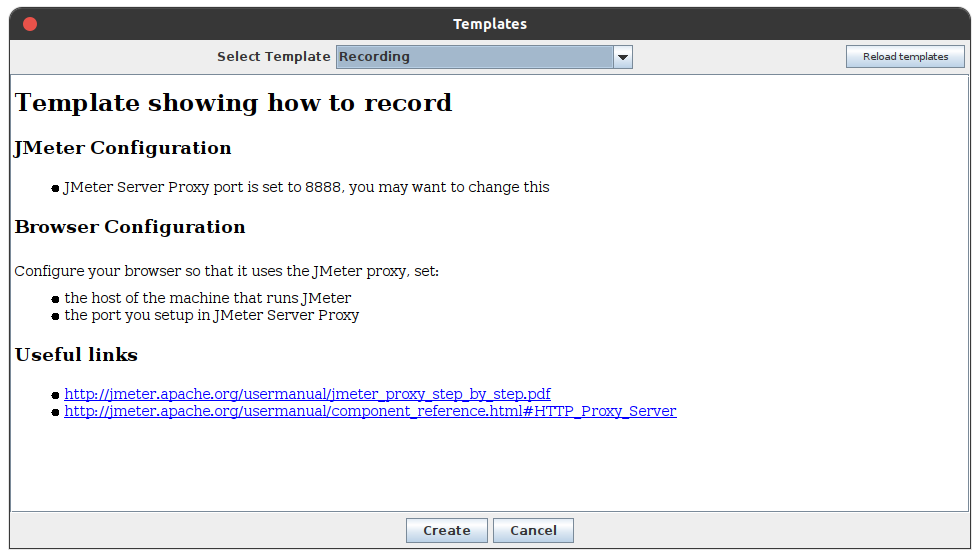 Templates
Select Template Recording Reload templates
Template showing how to record
JMeter Configuration
JMeter Server Proxy port is set to 8888, you may want to change this
Browser Configuration
Configure your browser so that it uses the JMeter proxy, set:
the host of the machine that runs JMeter
the port you setup in JMeter Server Proxy
Useful links
http://jmeter.apache.org/usermanual/jmeter_proxy_step_by_step.pdf
http://jmeter.apache.org/usermanual/component_reference.html#HTTP_Proxy_Server
Create Cancel